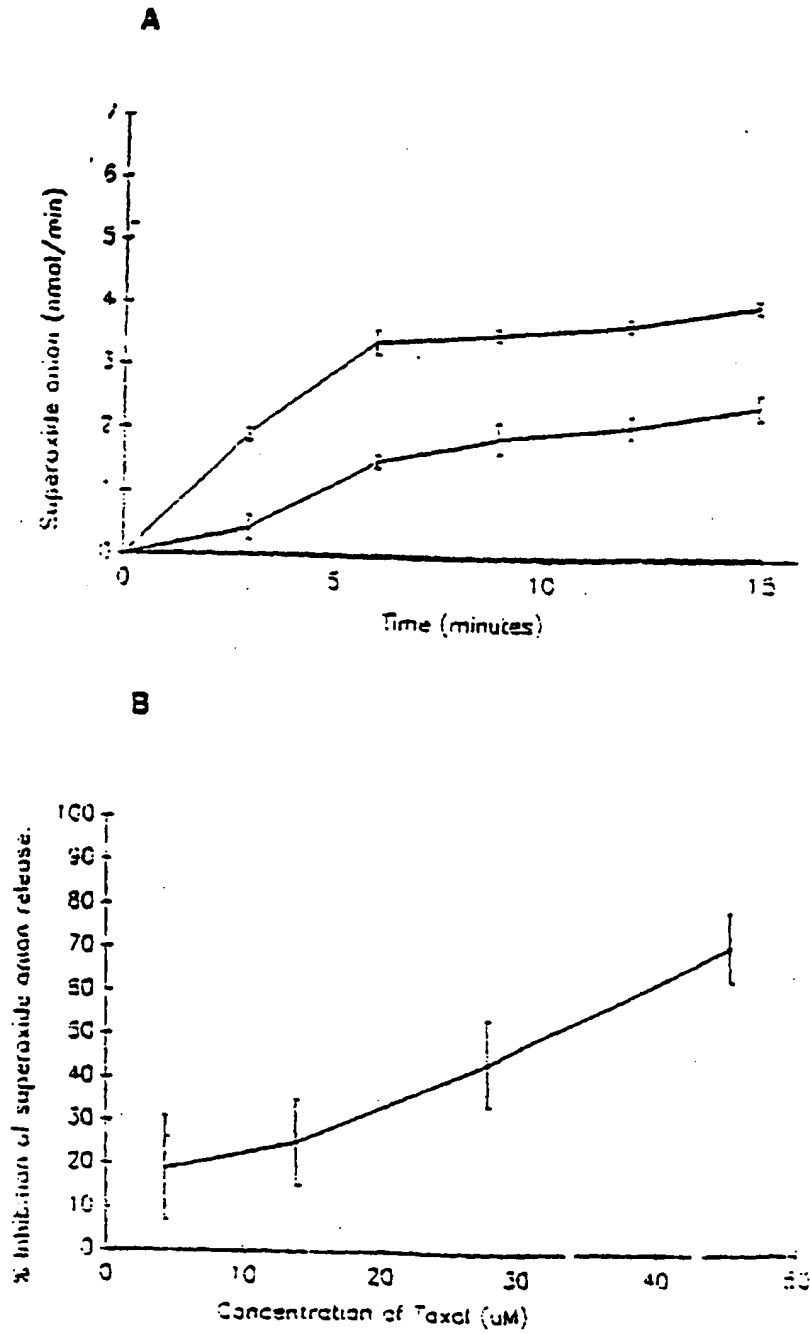 A
Superoxide anion (nmol/min)
7
6
5
4
3
2
0
0 5 10 15
Time (minutes)
B
% Inhibition of superoxide anion release.
100
90
80
70
60
50
40
30
20
10
0
0 10 20 30 40 50
Concentration of Taxol (uM)